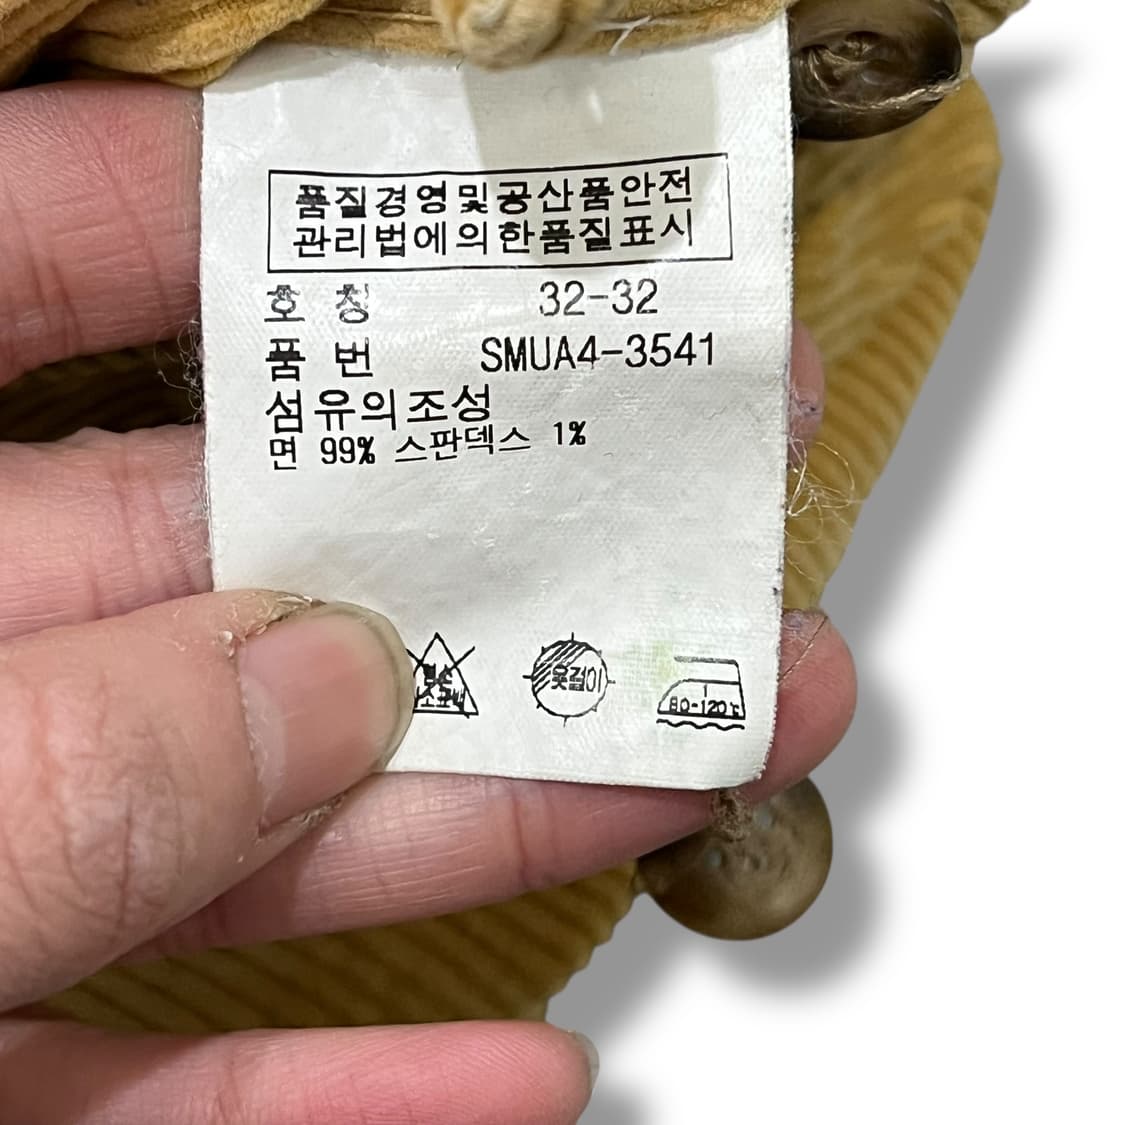 품질경영및공산품안전
관리법에의한품질표시
호 칭 32-32
품 번 SMUA4-3541
섬유의조성
면 99% 스판덱스 1%
옷걸이
80-120℃